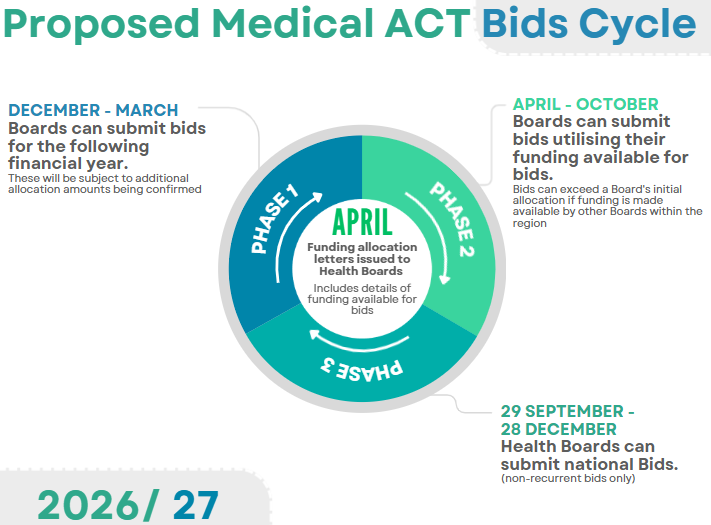 Proposed Medical ACT Bids Cycle
DECEMBER - MARCH
Boards can submit bids
for the following
financial year.
These will be subject to additional
allocation amounts being confirmed
APRIL - OCTOBER
Boards can submit
bids utilising their
funding available for
bids.
Bids can exceed a Board's initial
allocation if funding is made
available by other Boards within the
region
PHASE 1
PHASE 2
APRIL
Funding allocation
letters issued to
Health Boards
Includes details of
funding available for
bids
PHASE 3
29 SEPTEMBER -
28 DECEMBER
Health Boards can
submit national Bids.
(non-recurrent bids only)
2026/ 27